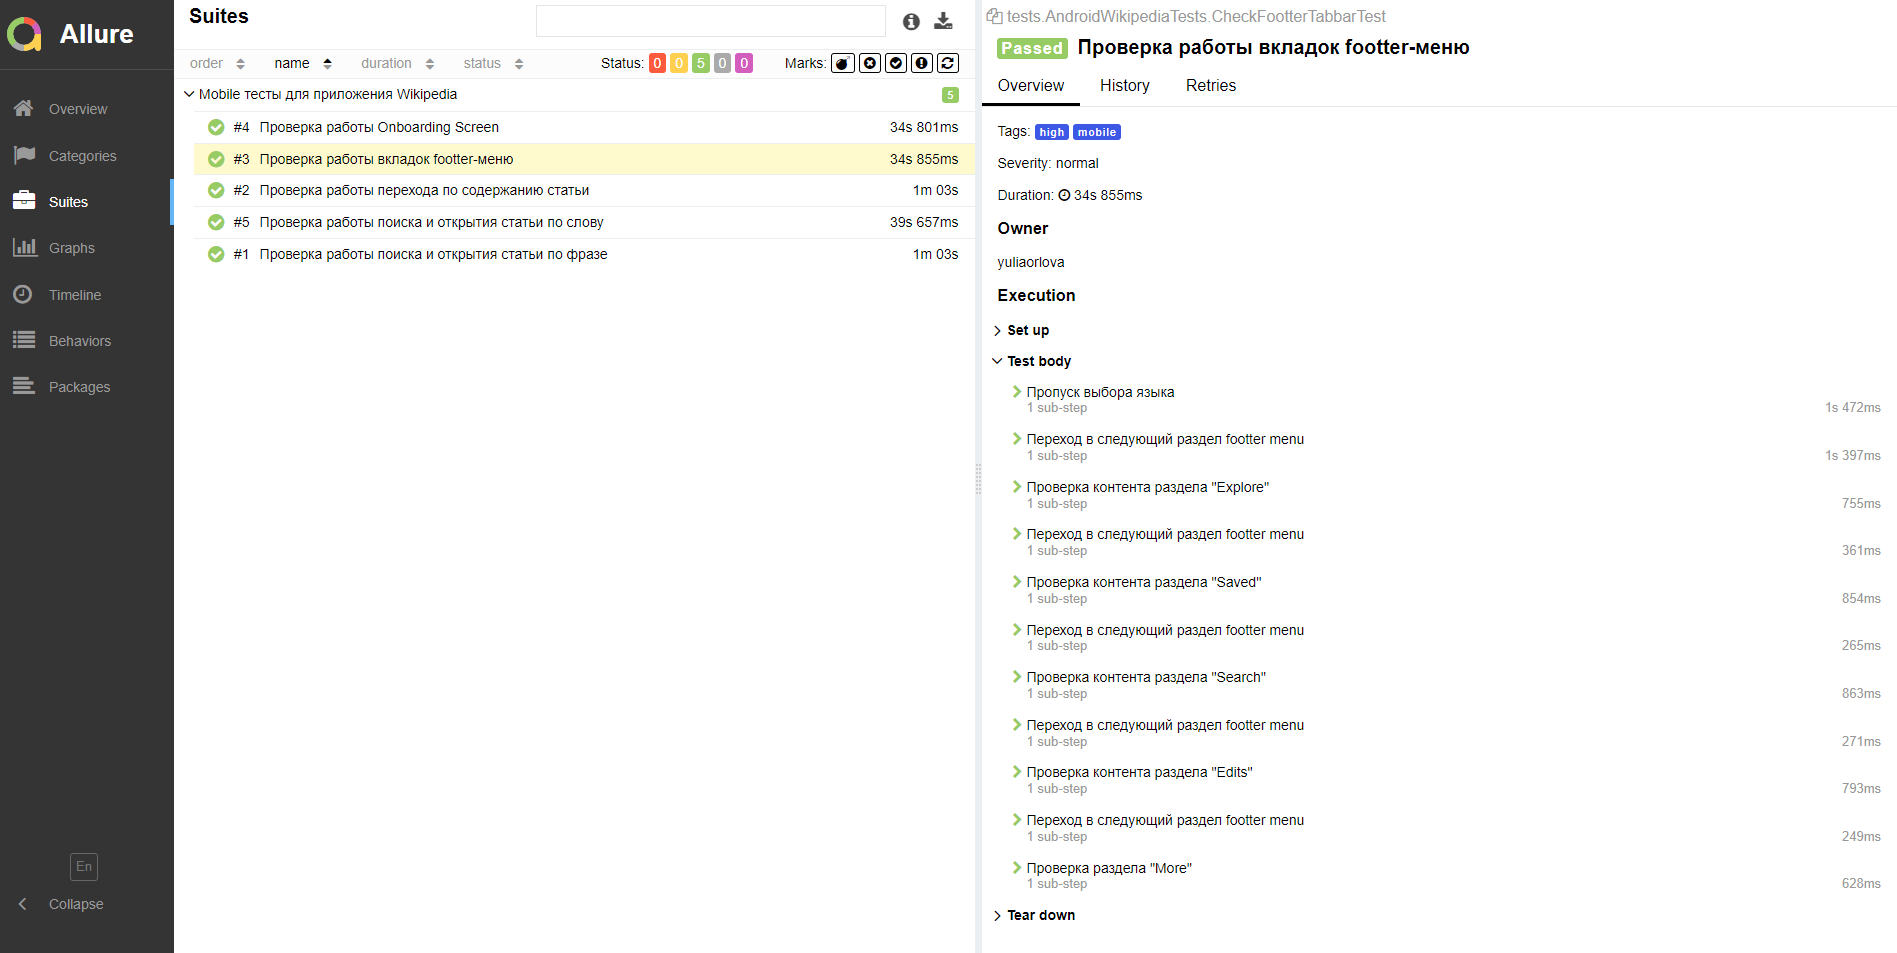 Allure
Overview
Categories
Suites
Graphs
Timeline
Behaviors
Packages
En
Collapse
Suites
order name duration status Status: 0 0 5 0 0 Marks:
Mobile тесты для приложения Wikipedia 5
#4 Проверка работы Onboarding Screen 34s 801ms
#3 Проверка работы вкладок footter-меню 34s 855ms
#2 Проверка работы перехода по содержанию статьи 1m 03s
#5 Проверка работы поиска и открытия статьи по слову 39s 657ms
#1 Проверка работы поиска и открытия статьи по фразе 1m 03s
tests.AndroidWikipediaTests.CheckFootterTabbarTest
Passed Проверка работы вкладок footter-меню
Overview History Retries
Tags: high mobile
Severity: normal
Duration: 34s 855ms
Owner
yuliaorlova
Execution
Set up
Test body
Пропуск выбора языка
1 sub-step 1s 472ms
Переход в следующий раздел footter menu
1 sub-step 1s 397ms
Проверка контента раздела "Explore"
1 sub-step 755ms
Переход в следующий раздел footter menu
1 sub-step 361ms
Проверка контента раздела "Saved"
1 sub-step 854ms
Переход в следующий раздел footter menu
1 sub-step 265ms
Проверка контента раздела "Search"
1 sub-step 863ms
Переход в следующий раздел footter menu
1 sub-step 271ms
Проверка контента раздела "Edits"
1 sub-step 793ms
Переход в следующий раздел footter menu
1 sub-step 249ms
Проверка раздела "More"
1 sub-step 628ms
Tear down